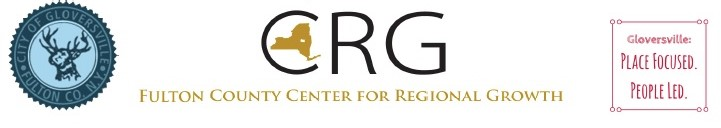 CITY OF GLOVERSVILLE
FULTON CO. N.Y.
CRG
FULTON COUNTY CENTER FOR REGIONAL GROWTH
Gloversville:
PLACE FOCUSED.
PEOPLE LED.